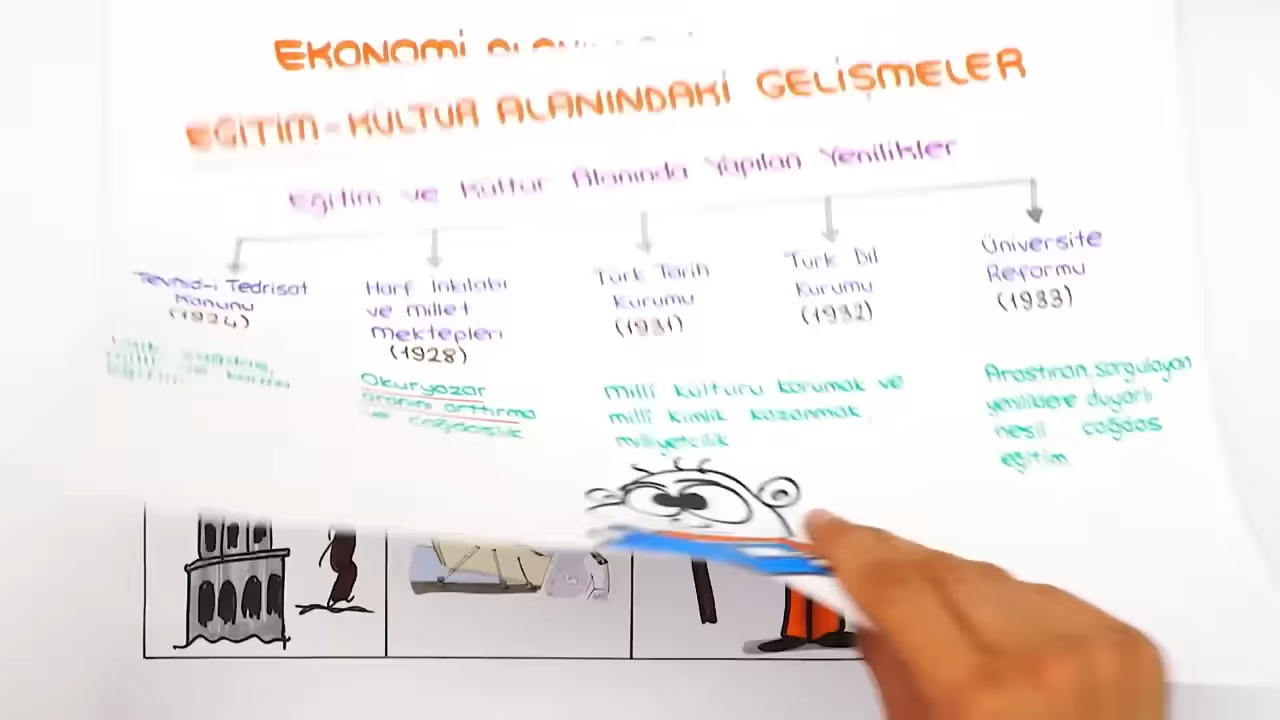 EKONOMİ
EĞİTİM - KÜLTÜR ALANINDAKİ GELİŞMELER
Eğitim ve Kültür Alanında Yapılan Yenilikler
Tevhid-i Tedrisat
Kanunu
(1924)
Harf İnkılabı
ve millet
mektepleri
(1928)
Okuryazar
oranını arttırma
ve çağdaşlık
Türk Tarih
Kurumu
(1931)
Türk Dil
Kurumu
(1932)
milli kültürü korumak ve
milli kimlik kazanmak,
milliyetçilik
Üniversite
Reformu
(1933)
Araştıran, sorgulayan
yeniliklere duyarlı
nesil çağdaş
eğitim